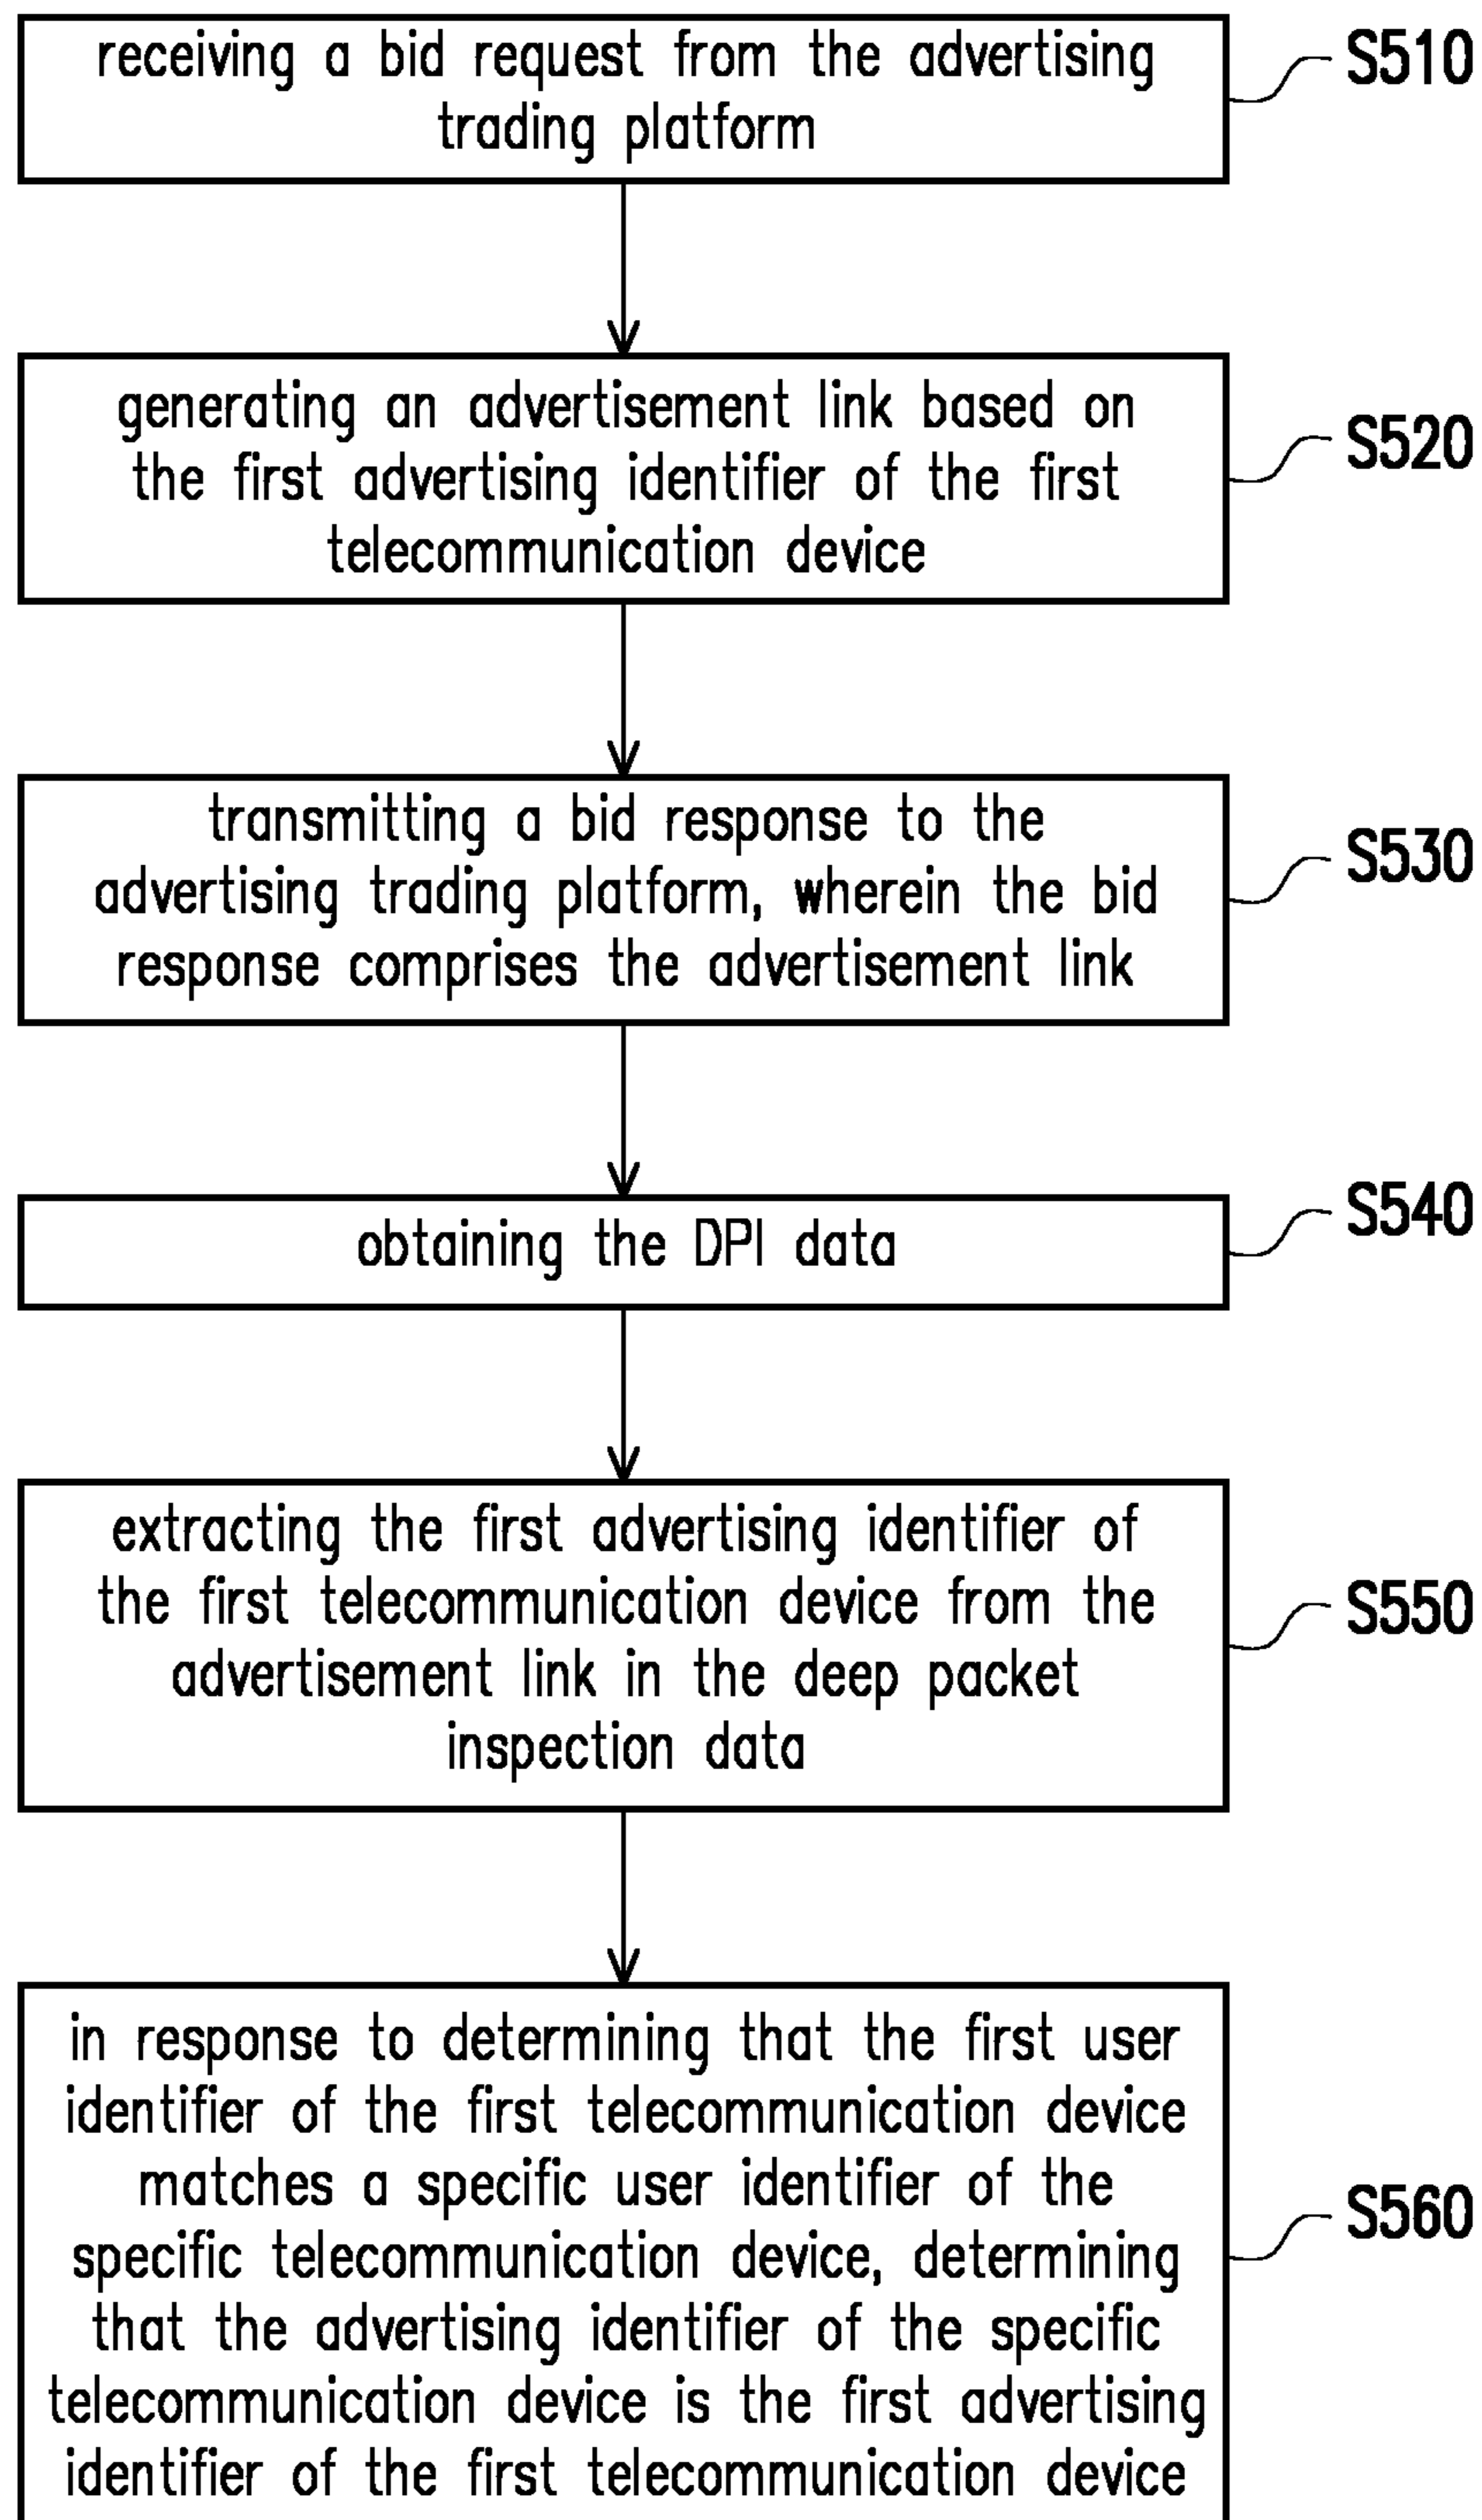 receiving a bid request from the advertising
trading platform
S510
generating an advertisement link based on
the first advertising identifier of the first
telecommunication device
S520
transmitting a bid response to the
advertising trading platform, wherein the bid
response comprises the advertisement link
S530
obtaining the DPI data
S540
extracting the first advertising identifier of
the first telecommunication device from the
advertisement link in the deep packet
inspection data
S550
in response to determining that the first user
identifier of the first telecommunication device
matches a specific user identifier of the
specific telecommunication device, determining
that the advertising identifier of the specific
telecommunication device is the first advertising
identifier of the first telecommunication device
S560